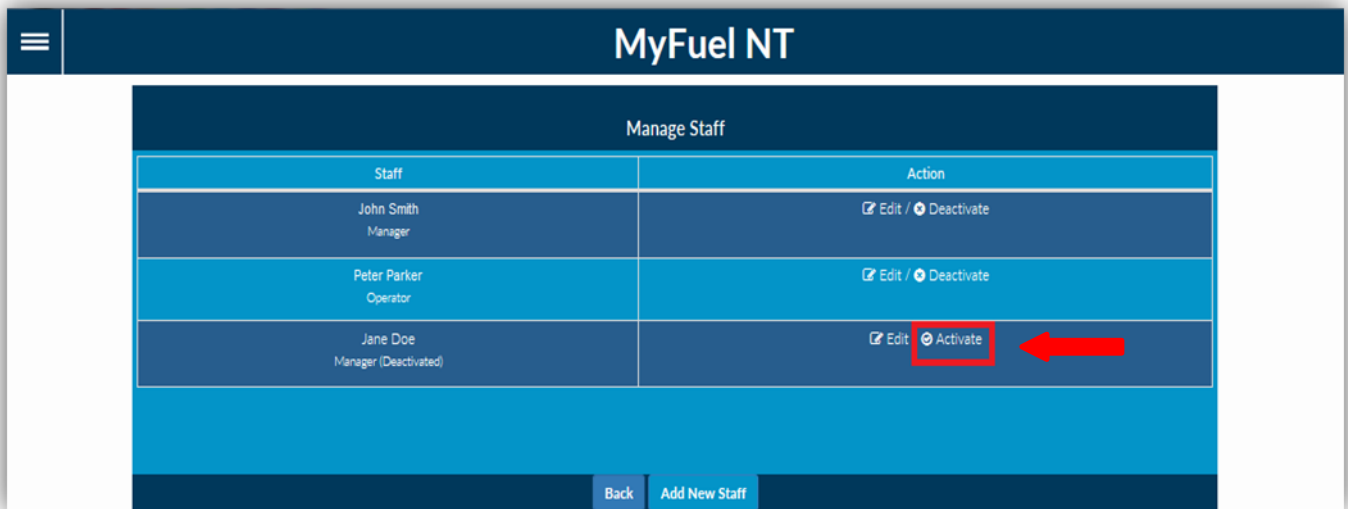 MyFuel NT
Manage Staff
Staff Action
John Smith Edit / Deactivate
Manager
Peter Parker Edit / Deactivate
Operator
Jane Doe Edit Activate
Manager (Deactivated)
Back Add New Staff